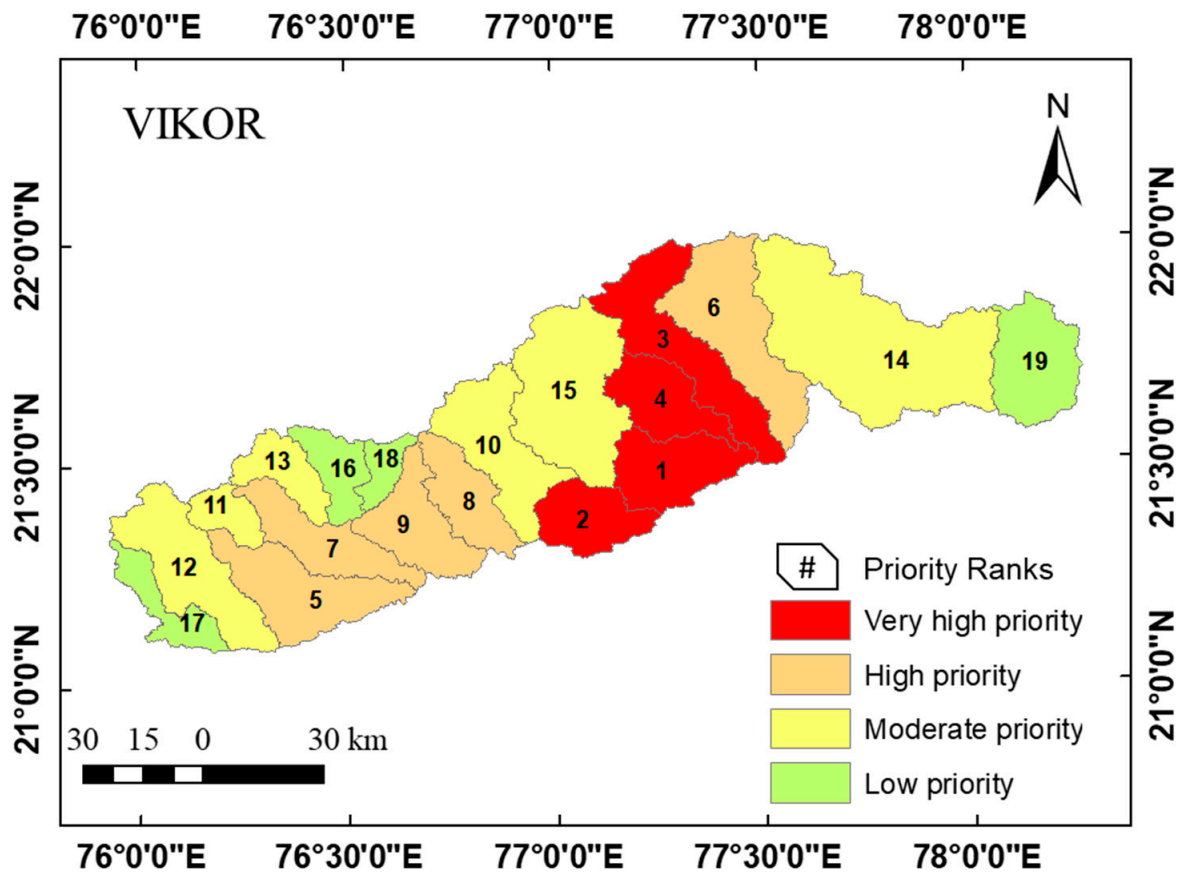 76°0'0"E 76°30'0"E 77°0'0"E 77°30'0"E 78°0'0"E
VIKOR
N
22°0'0"N
22°0'0"N
6
3
14
19
15
4
10
1
13
16
18
21°30'0"N
21°30'0"N
11
8
9
2
7
12
5
17
# Priority Ranks
Very high priority
High priority
Moderate priority
Low priority
21°0'0"N
21°0'0"N
30 15 0 30 km
76°0'0"E 76°30'0"E 77°0'0"E 77°30'0"E 78°0'0"E